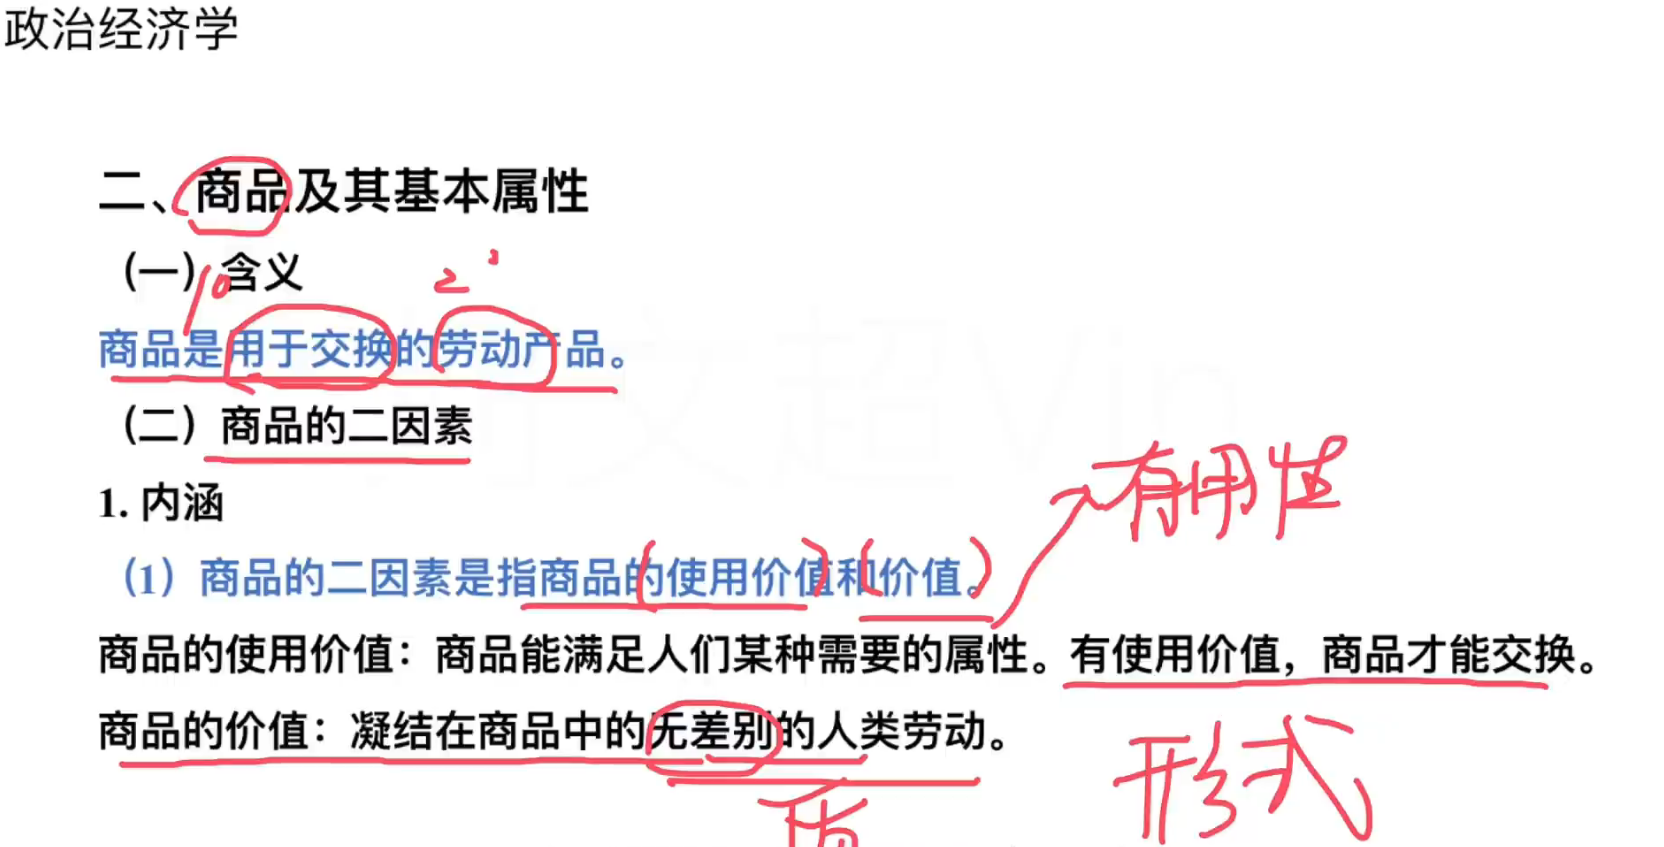 政治经济学
二、商品及其基本属性
（一）含义
2
商品是用于交换的劳动产品。
（二）商品的二因素
1. 内涵
有用性
（1）商品的二因素是指商品的使用价值和价值。
商品的使用价值：商品能满足人们某种需要的属性。有使用价值，商品才能交换。
商品的价值：凝结在商品中的无差别的人类劳动。
形式